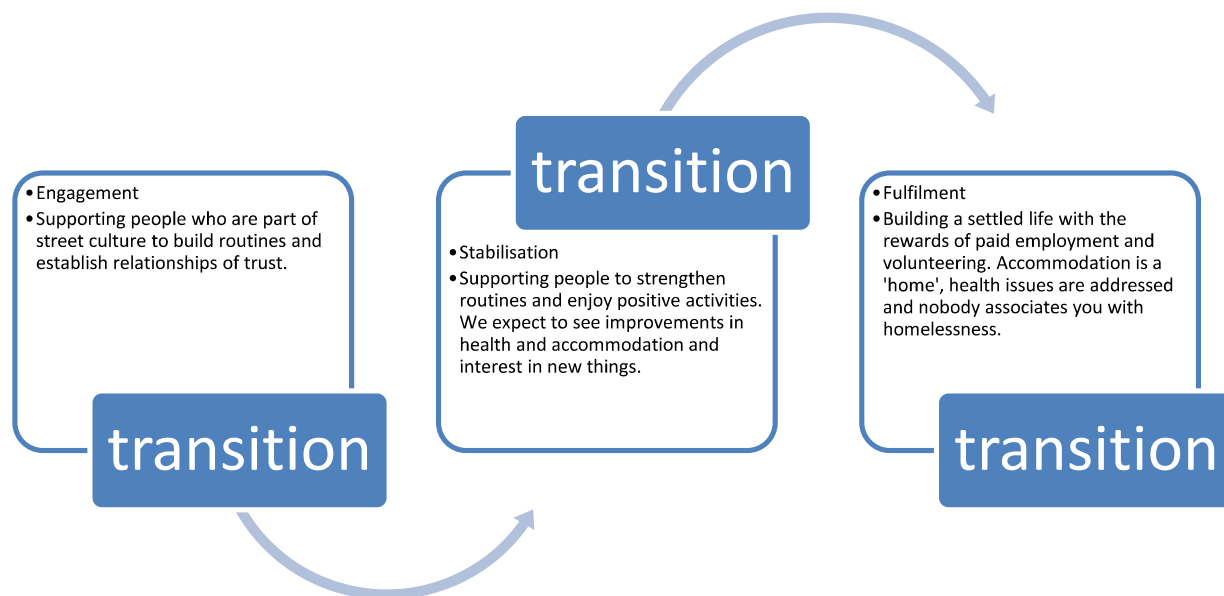 •Engagement
•Supporting people who are part of
street culture to build routines and
establish relationships of trust.
transition
transition
•Stabilisation
•Supporting people to strengthen
routines and enjoy positive activities.
We expect to see improvements in
health and accommodation and
interest in new things.
•Fulfilment
•Building a settled life with the
rewards of paid employment and
volunteering. Accommodation is a
'home', health issues are addressed
and nobody associates you with
homelessness.
transition